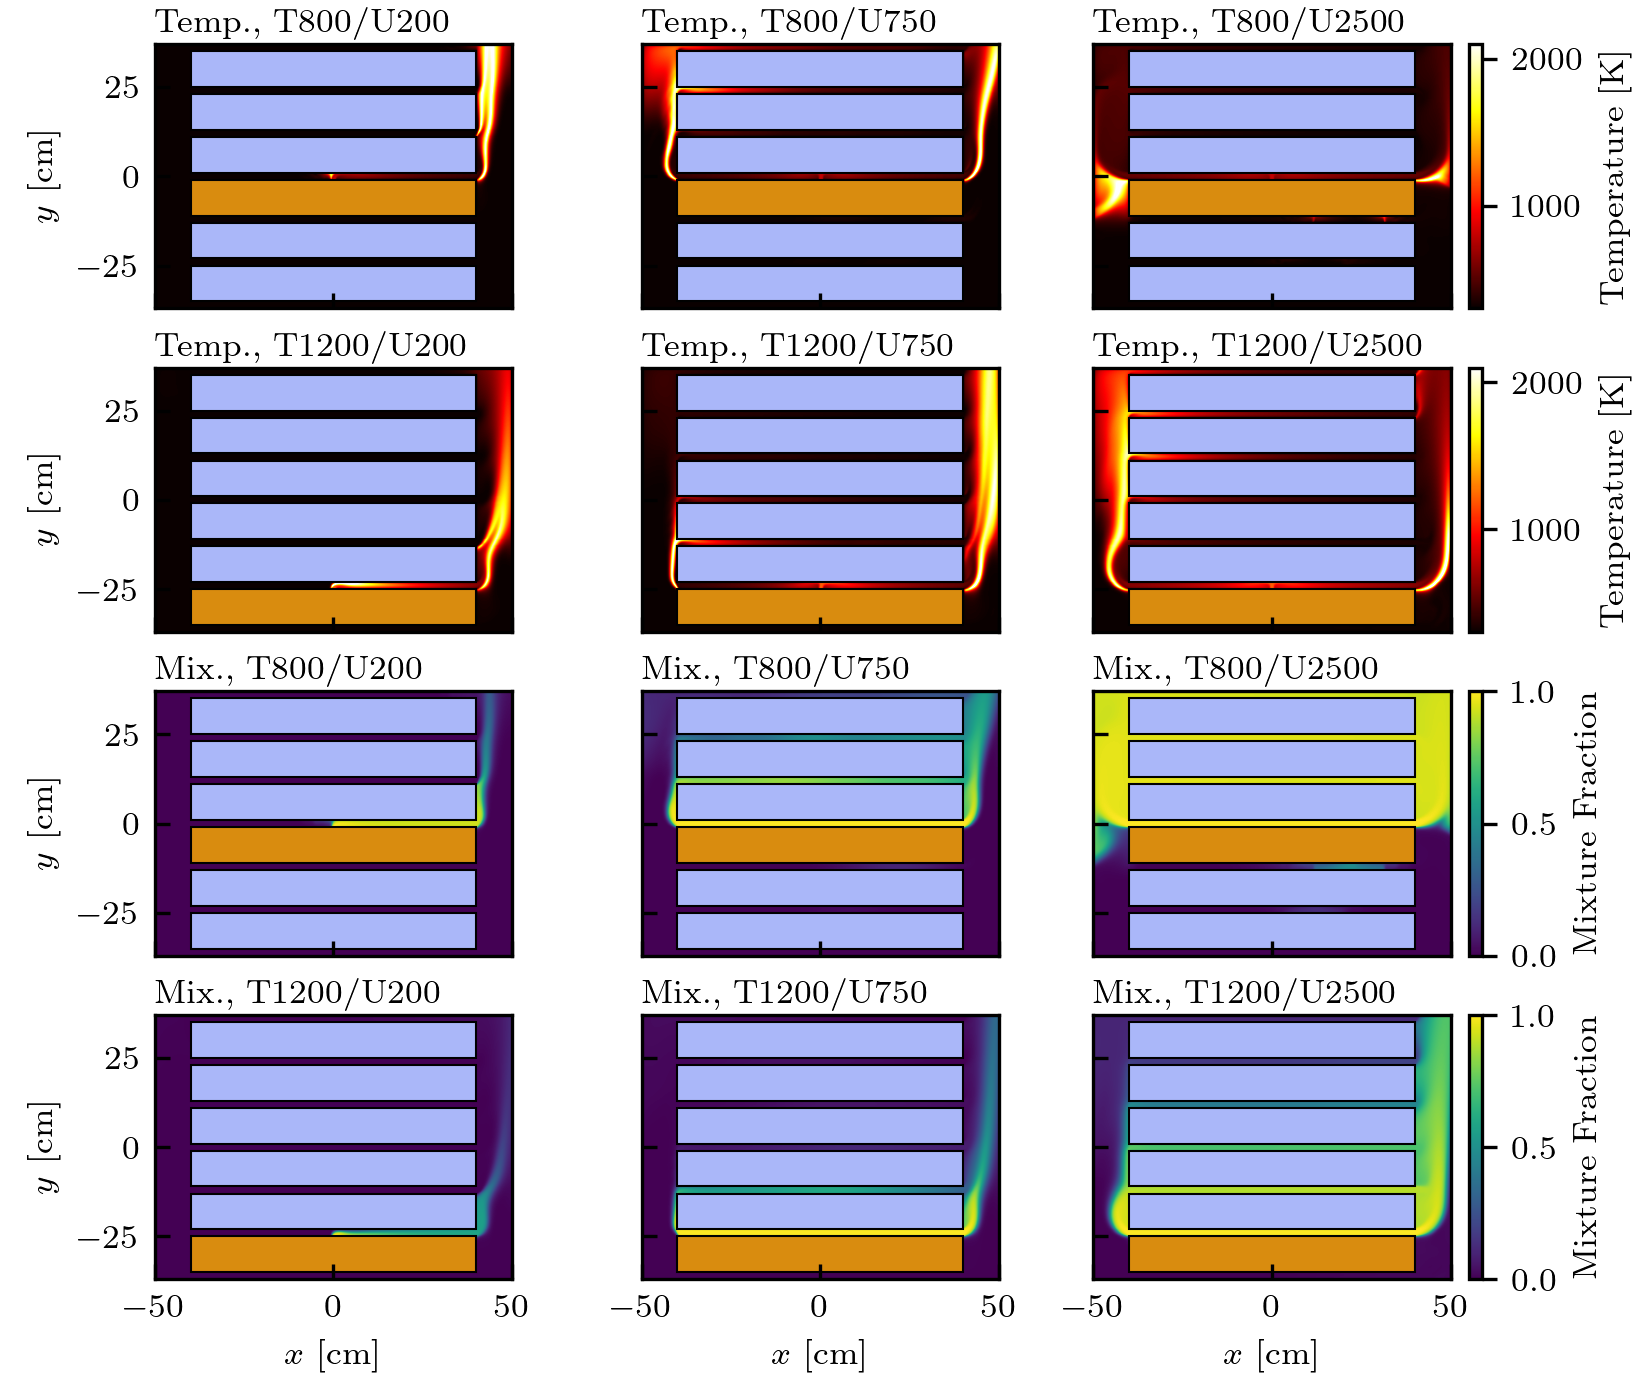 Temp., T800/U200
Temp., T800/U750
Temp., T800/U2500
25
0
−25
y [cm]
2000
1000
Temperature [K]
Temp., T1200/U200
Temp., T1200/U750
Temp., T1200/U2500
25
0
−25
y [cm]
2000
1000
Temperature [K]
Mix., T800/U200
Mix., T800/U750
Mix., T800/U2500
25
0
−25
y [cm]
1.0
0.5
0.0
Mixture Fraction
Mix., T1200/U200
Mix., T1200/U750
Mix., T1200/U2500
25
0
−25
y [cm]
1.0
0.5
0.0
Mixture Fraction
−50 0 50
−50 0 50
−50 0 50
x [cm]
x [cm]
x [cm]